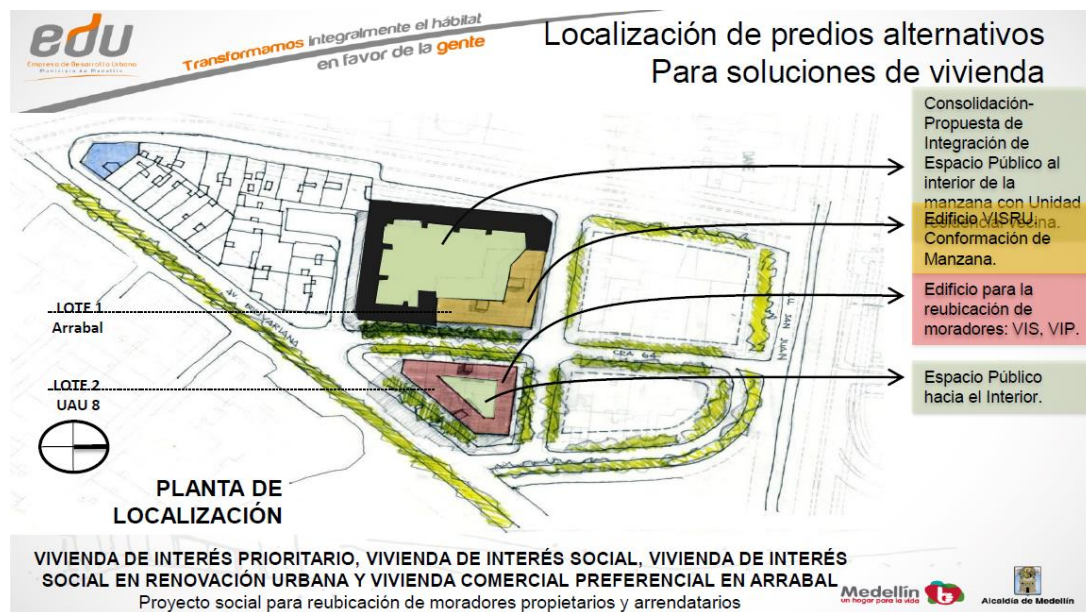 edu
Empresa de Desarrollo Urbano
Municipio de Medellín
Transformamos integralmente el hábitat
en favor de la gente
Localización de predios alternativos
Para soluciones de vivienda
Consolidación-
Propuesta de
Integración de
Espacio Público al
interior de la
manzana con Unidad
residencial vecina.
Edificio VISRU.
Conformación de
Manzana.
Edificio para la
reubicación de
moradores: VIS, VIP.
Espacio Público
hacia el Interior.
LOTE 1
Arrabal
LOTE 2
UAU 8
CRA 64
SAN JUAN
PLANTA DE
LOCALIZACIÓN
VIVIENDA DE INTERÉS PRIORITARIO, VIVIENDA DE INTERÉS SOCIAL, VIVIENDA DE INTERÉS
SOCIAL EN RENOVACIÓN URBANA Y VIVIENDA COMERCIAL PREFERENCIAL EN ARRABAL
Proyecto social para reubicación de moradores propietarios y arrendatarios
Medellín
un hogar para la vida
Alcaldía de Medellín